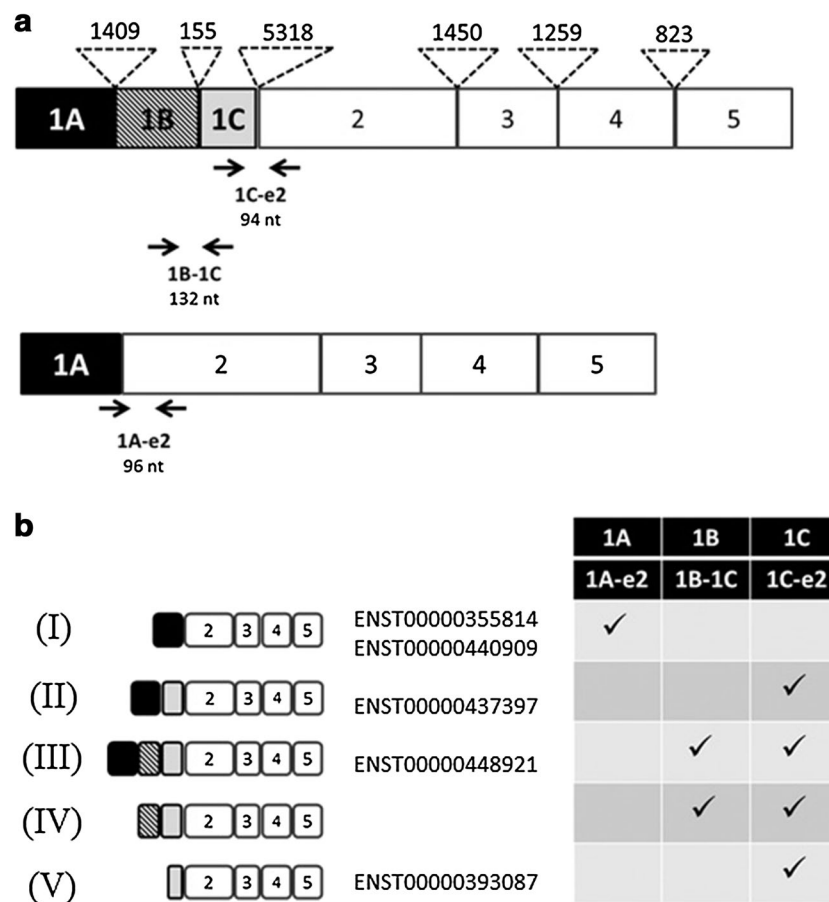 a
1409 155 5318 1450 1259 823
1A 1B 1C 2 3 4 5
1C-e2
94 nt
1B-1C
132 nt
1A 2 3 4 5
1A-e2
96 nt
b
1A 1B 1C
1A-e2 1B-1C 1C-e2
(I) 2 3 4 5 ENST00000355814
ENST00000440909
(II) 2 3 4 5 ENST00000437397
(III) 2 3 4 5 ENST00000448921
(IV) 2 3 4 5
(V) 2 3 4 5 ENST00000393087